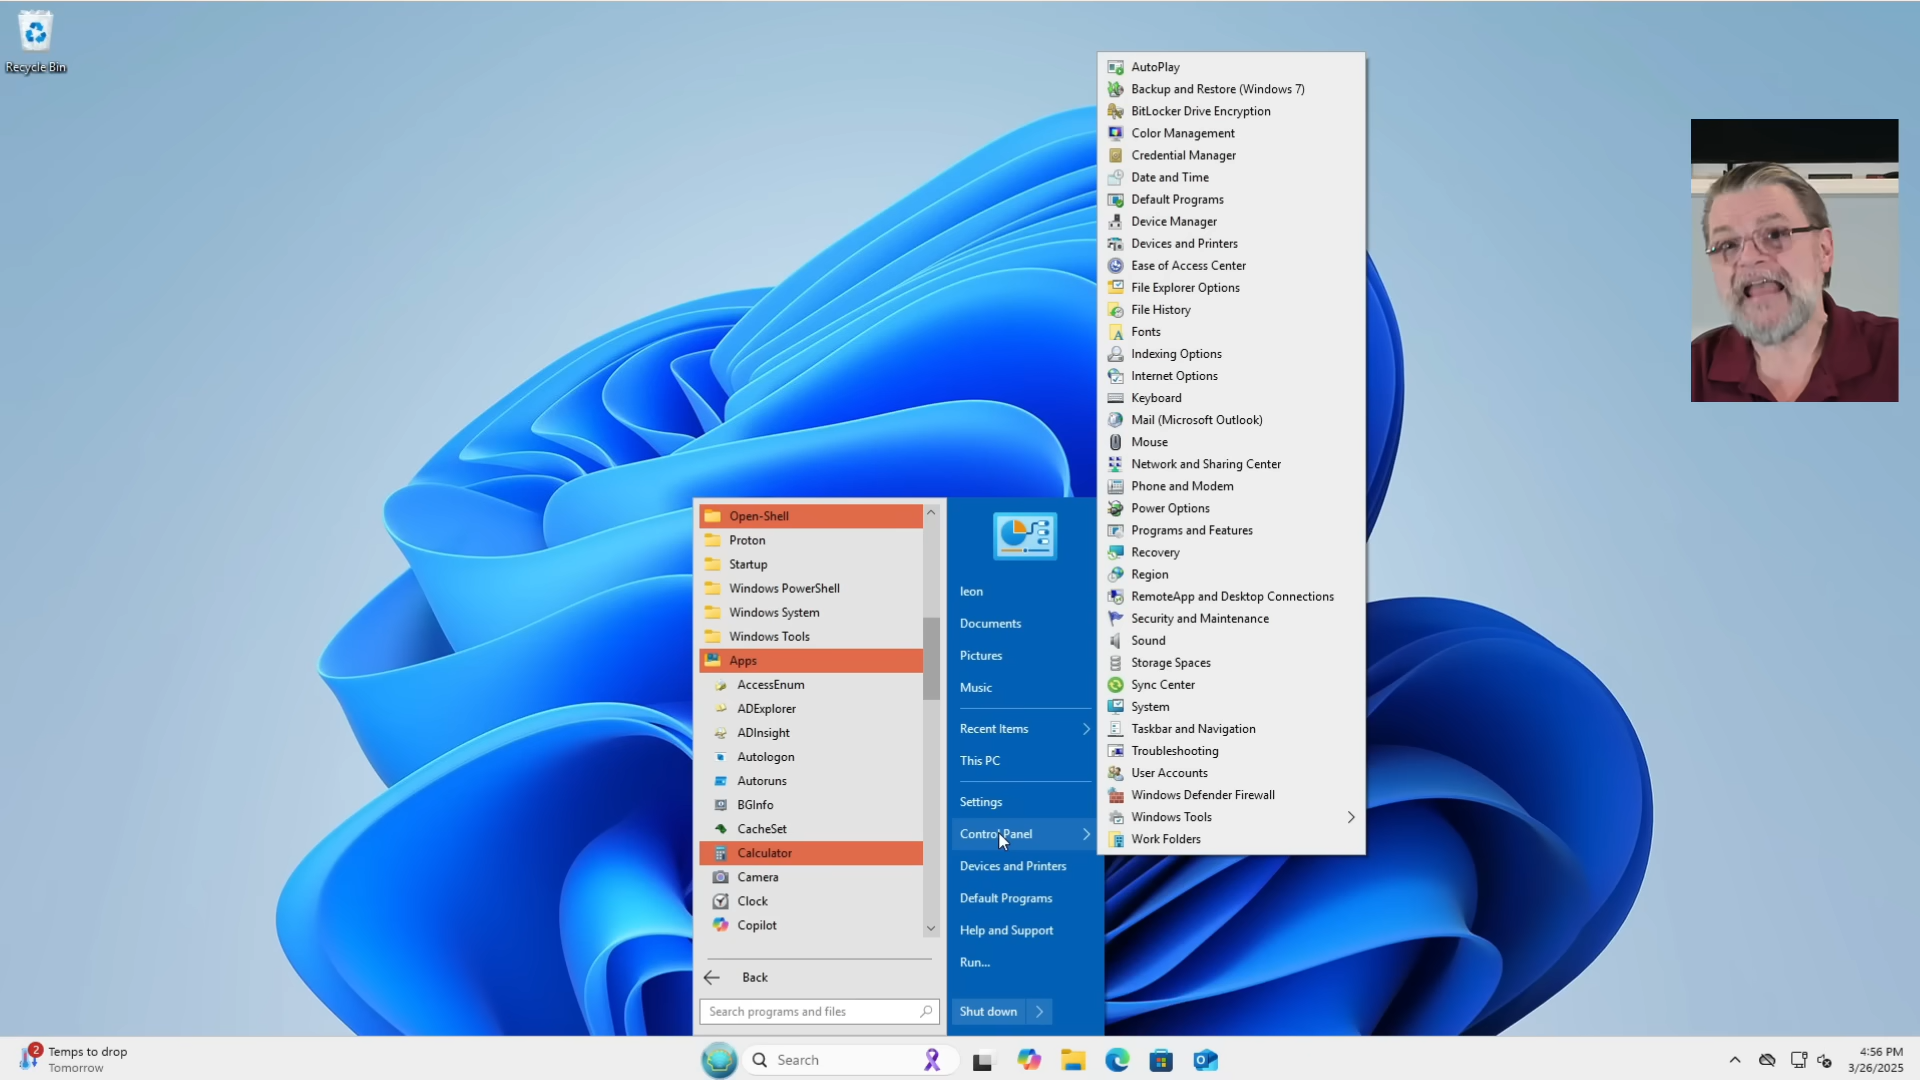 Recycle Bin
AutoPlay
Backup and Restore (Windows 7)
BitLocker Drive Encryption
Color Management
Credential Manager
Date and Time
Default Programs
Device Manager
Devices and Printers
Ease of Access Center
File Explorer Options
File History
Fonts
Indexing Options
Internet Options
Keyboard
Mail (Microsoft Outlook)
Mouse
Network and Sharing Center
Phone and Modem
Power Options
Programs and Features
Recovery
Region
RemoteApp and Desktop Connections
Security and Maintenance
Sound
Storage Spaces
Sync Center
System
Taskbar and Navigation
Troubleshooting
User Accounts
Windows Defender Firewall
Windows Tools
Work Folders
Open-Shell
Proton
Startup
Windows PowerShell
Windows System
Windows Tools
Apps
AccessEnum
ADExplorer
ADInsight
Autologon
Autoruns
BGInfo
CacheSet
Calculator
Camera
Clock
Copilot
Back
Search programs and files
leon
Documents
Pictures
Music
Recent Items
This PC
Settings
Control Panel
Devices and Printers
Default Programs
Help and Support
Run...
Shut down
2
Temps to drop
Tomorrow
Search
4:56 PM
3/26/2025